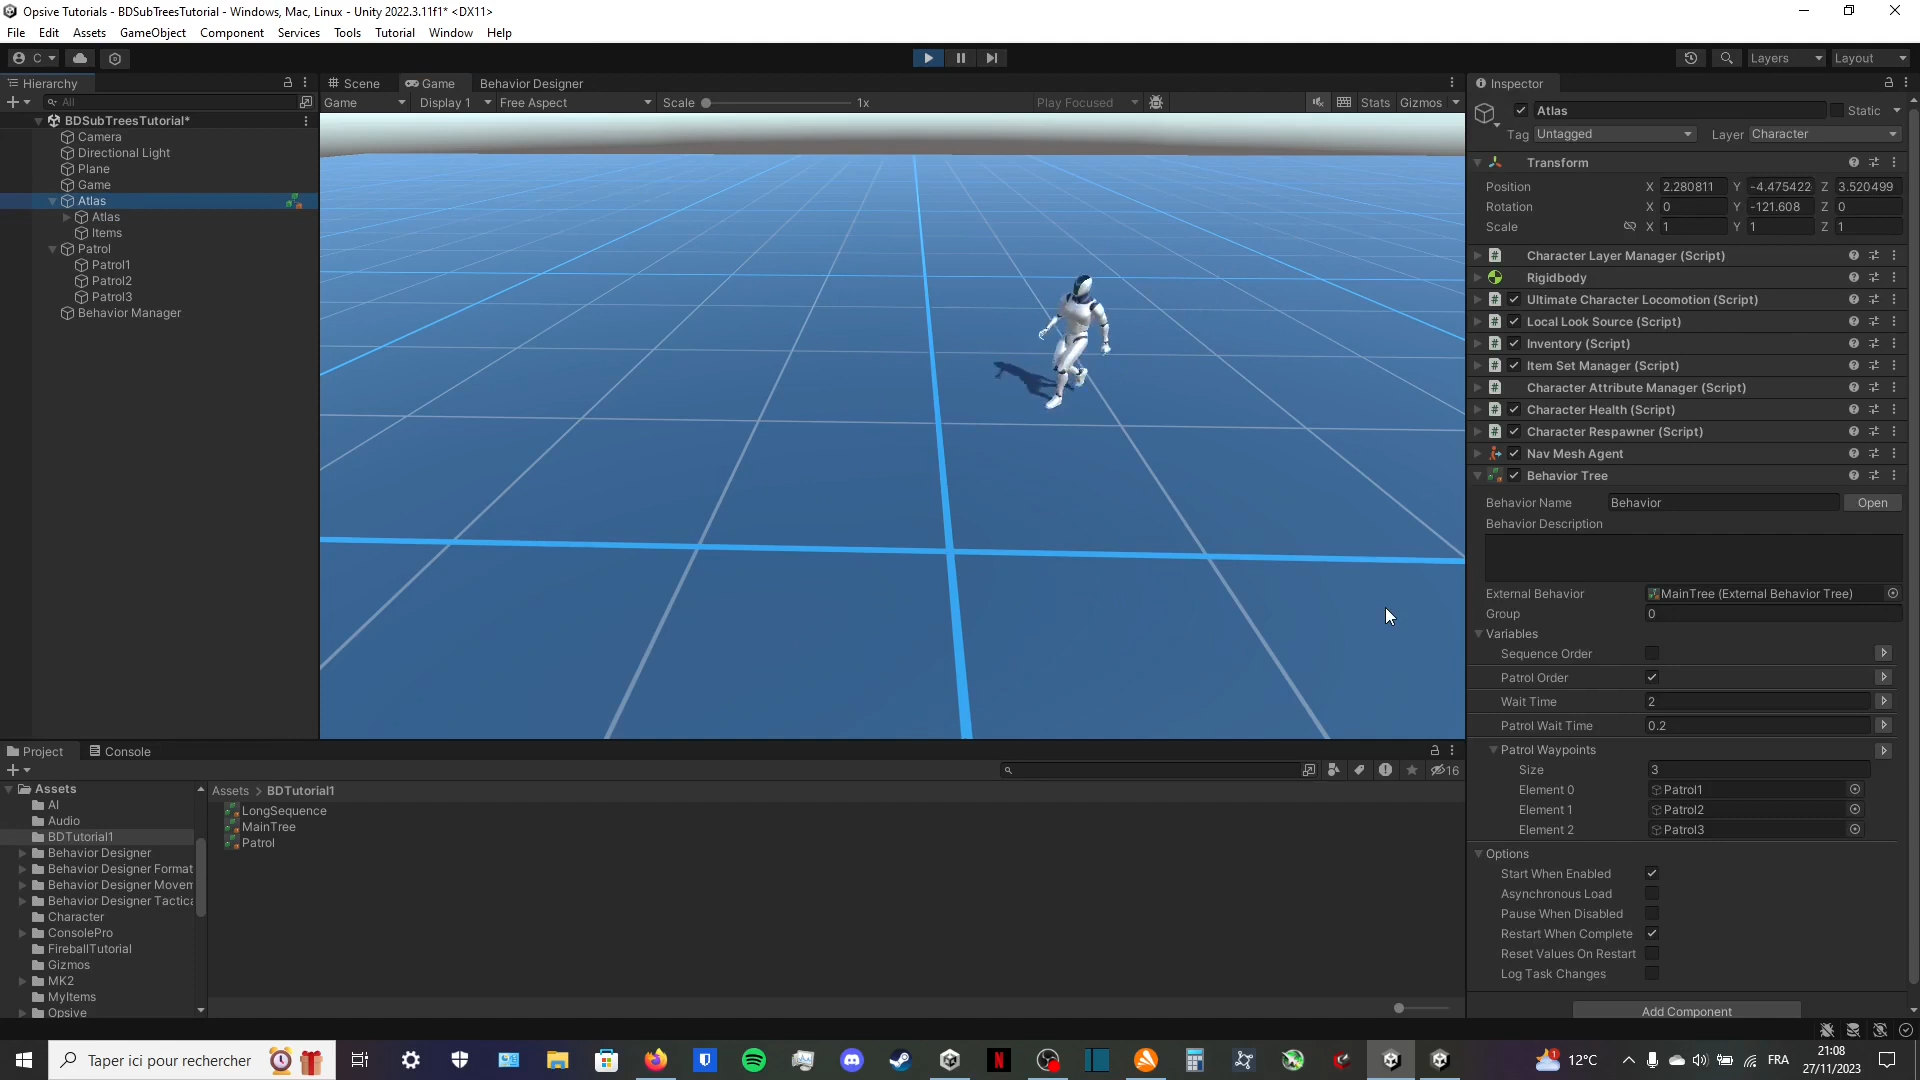 Opsive Tutorials - BDSubTreesTutorial - Windows, Mac, Linux - Unity 2022.3.11f1* <DX11>
File Edit Assets GameObject Component Services Tools Tutorial Window Help
C Layers Layout
Hierarchy
All
BDSubTreesTutorial*
Camera
Directional Light
Plane
Game
Atlas
Atlas
Items
Patrol
Patrol1
Patrol2
Patrol3
Behavior Manager
Scene Game Behavior Designer
Game Display 1 Free Aspect Scale 1x Play Focused Stats Gizmos
Inspector
Atlas Static
Tag Untagged Layer Character
Transform
Position X 2.280811 Y -4.475422 Z 3.520499
Rotation X 0 Y -121.608 Z 0
Scale X 1 Y 1 Z 1
Character Layer Manager (Script)
Rigidbody
Ultimate Character Locomotion (Script)
Local Look Source (Script)
Inventory (Script)
Item Set Manager (Script)
Character Attribute Manager (Script)
Character Health (Script)
Character Respawner (Script)
Nav Mesh Agent
Behavior Tree
Behavior Name Behavior Open
Behavior Description
External Behavior MainTree (External Behavior Tree)
Group 0
Variables
Sequence Order
Patrol Order
Wait Time 2
Patrol Wait Time 0.2
Patrol Waypoints
Size 3
Element 0 Patrol1
Element 1 Patrol2
Element 2 Patrol3
Options
Start When Enabled
Asynchronous Load
Pause When Disabled
Restart When Complete
Reset Values On Restart
Log Task Changes
Add Component
Project Console
16
Assets
AI
Audio
BDTutorial1
Behavior Designer
Behavior Designer Format
Behavior Designer Movem
Behavior Designer Tactica
Character
ConsolePro
FireballTutorial
Gizmos
MK2
MyItems
Opsive
Assets > BDTutorial1
LongSequence
MainTree
Patrol
Taper ici pour rechercher
12°C FRA
21:08
27/11/2023